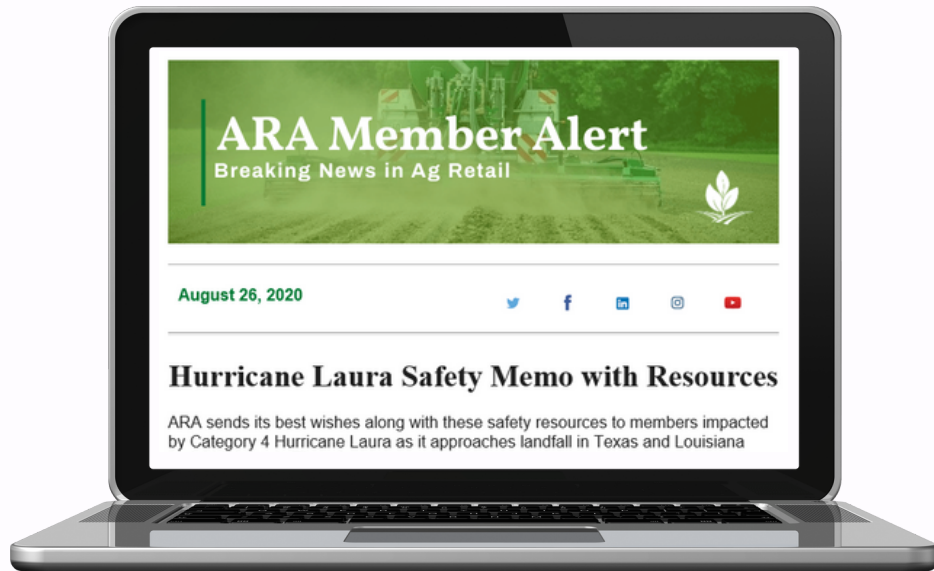 ARA Member Alert
Breaking News in Ag Retail
August 26, 2020
Hurricane Laura Safety Memo with Resources
ARA sends its best wishes along with these safety resources to members impacted
by Category 4 Hurricane Laura as it approaches landfall in Texas and Louisiana